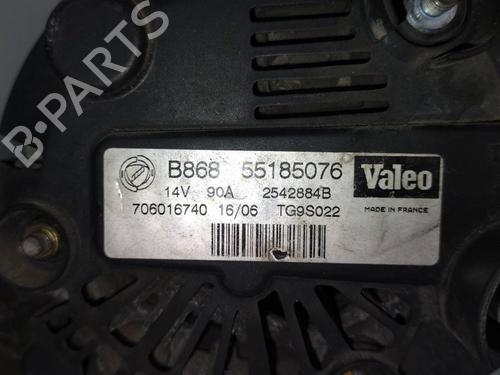 B-PARTS
B868 55185076
14V 90A 2542884B
706016740 16/06 TG9S022
Valeo
MADE IN FRANCE